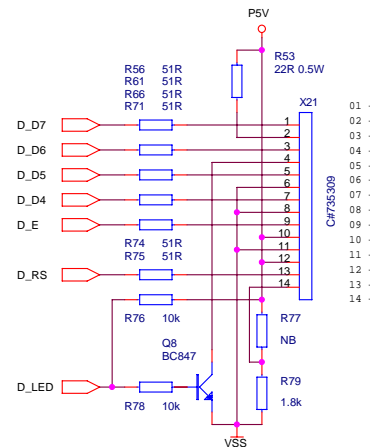 P5V
R56 51R
R61 51R
R66 51R
R71 51R
R53
22R 0.5W
X21
D_D7
D_D6
D_D5
D_D4
D_E
D_RS
D_LED
1
2
3
4
5
6
7
8
9
10
11
12
13
14
C#735309
01
02
03
04
05
06
07
08
09
10
11
12
13
14
R74 51R
R75 51R
R76 10k
R77
NB
Q8
BC847
R78 10k
R79
1.8k
VSS